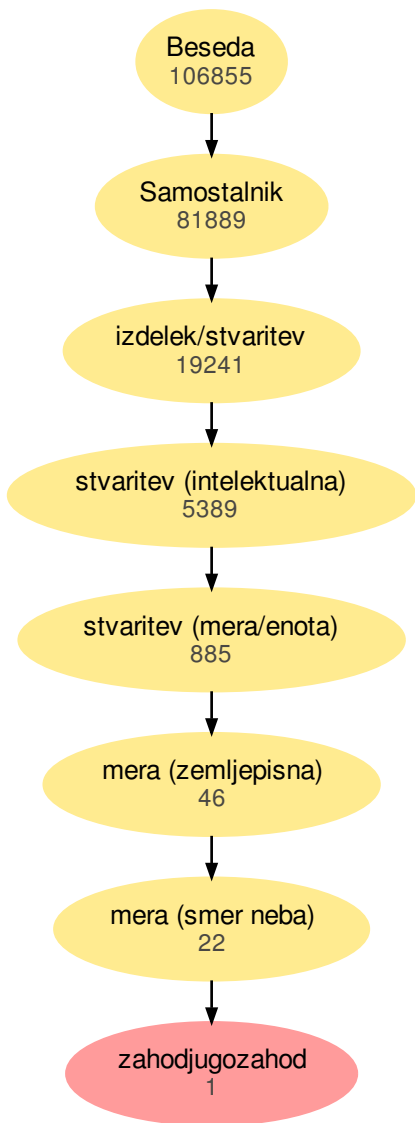 Beseda
106855
Samostalnik
81889
izdelek/stvaritev
19241
stvaritev (intelektualna)
5389
stvaritev (mera/enota)
885
mera (zemljepisna)
46
mera (smer neba)
22
zahodjugozahod
1